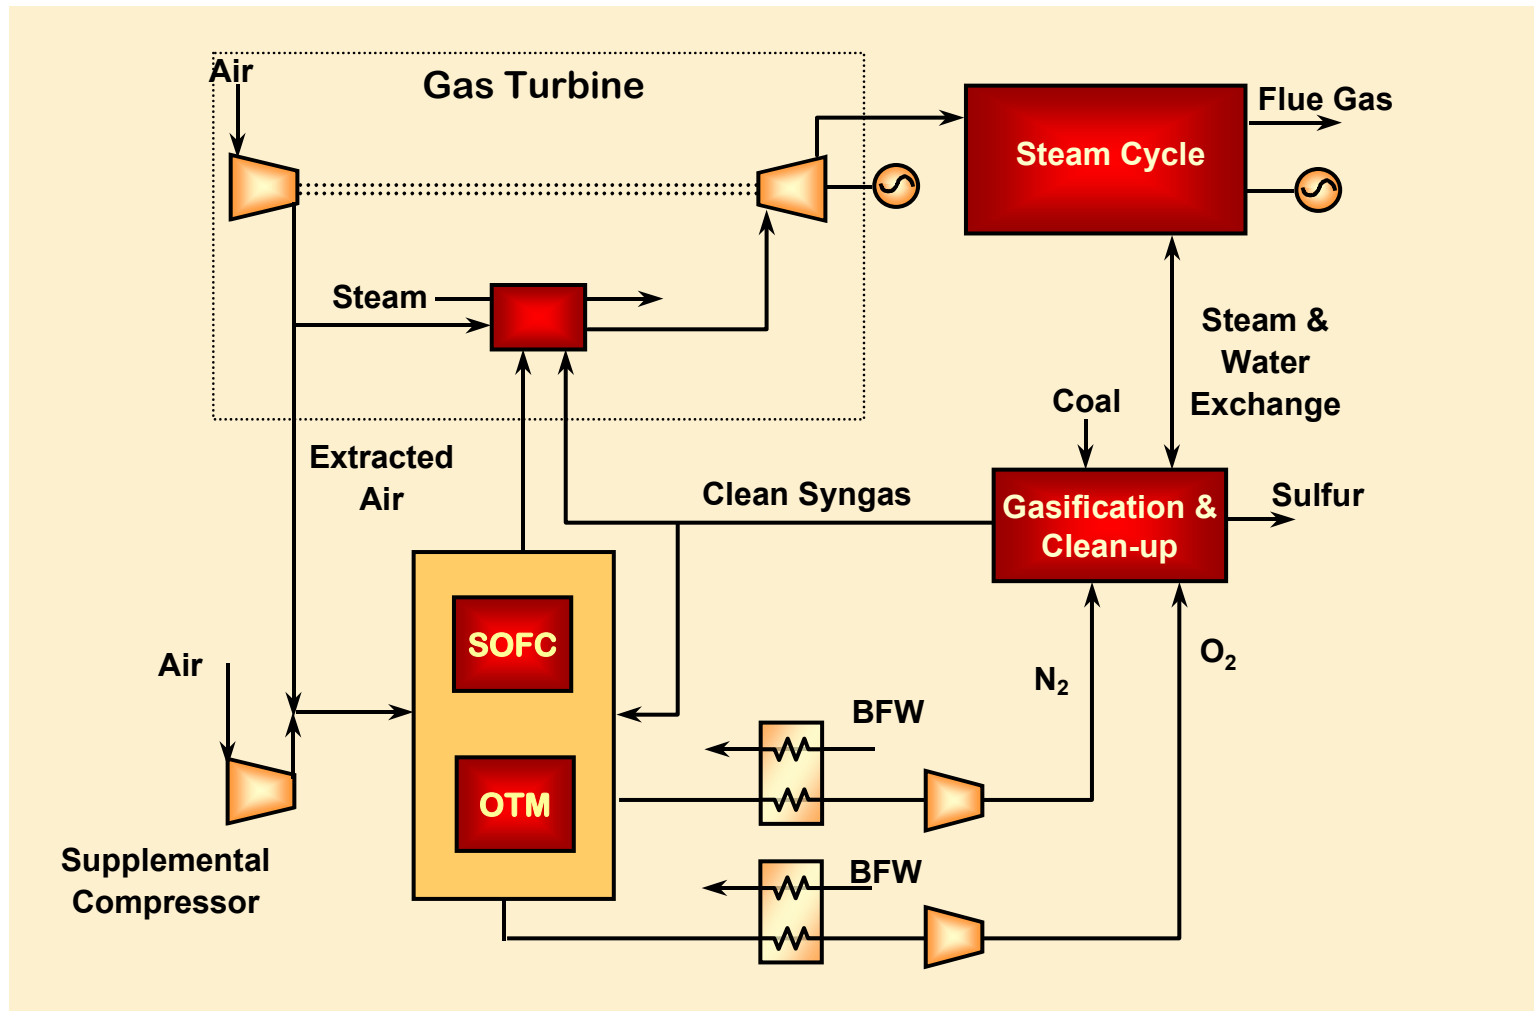 Air
Gas Turbine
Flue Gas
Steam Cycle
Steam
Steam &
Water
Exchange
Coal
Extracted
Air
Clean Syngas
Gasification &
Clean-up
Sulfur
SOFC
Air
O2
N2
BFW
OTM
Supplemental
Compressor
BFW